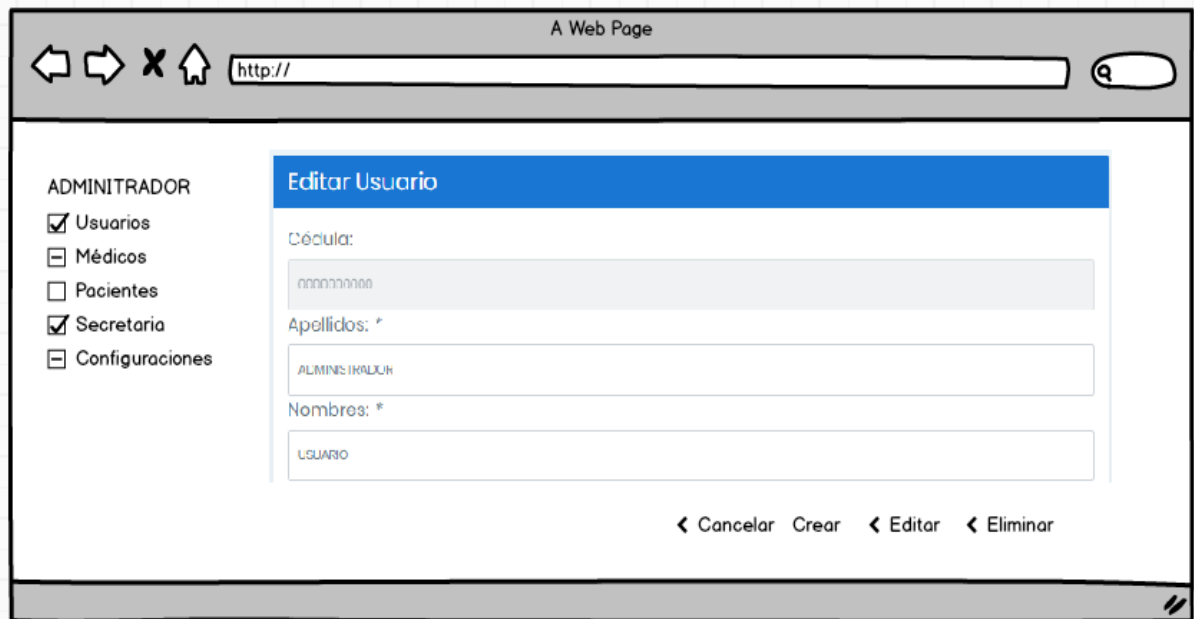 A Web Page
http://
ADMINITRADOR
Usuarios
Médicos
Pacientes
Secretaria
Configuraciones
Editar Usuario
Cédula:
0000000000
Apellidos: *
ADMINISTRADOR
Nombres: *
USUARIO
Cancelar Crear Editar Eliminar